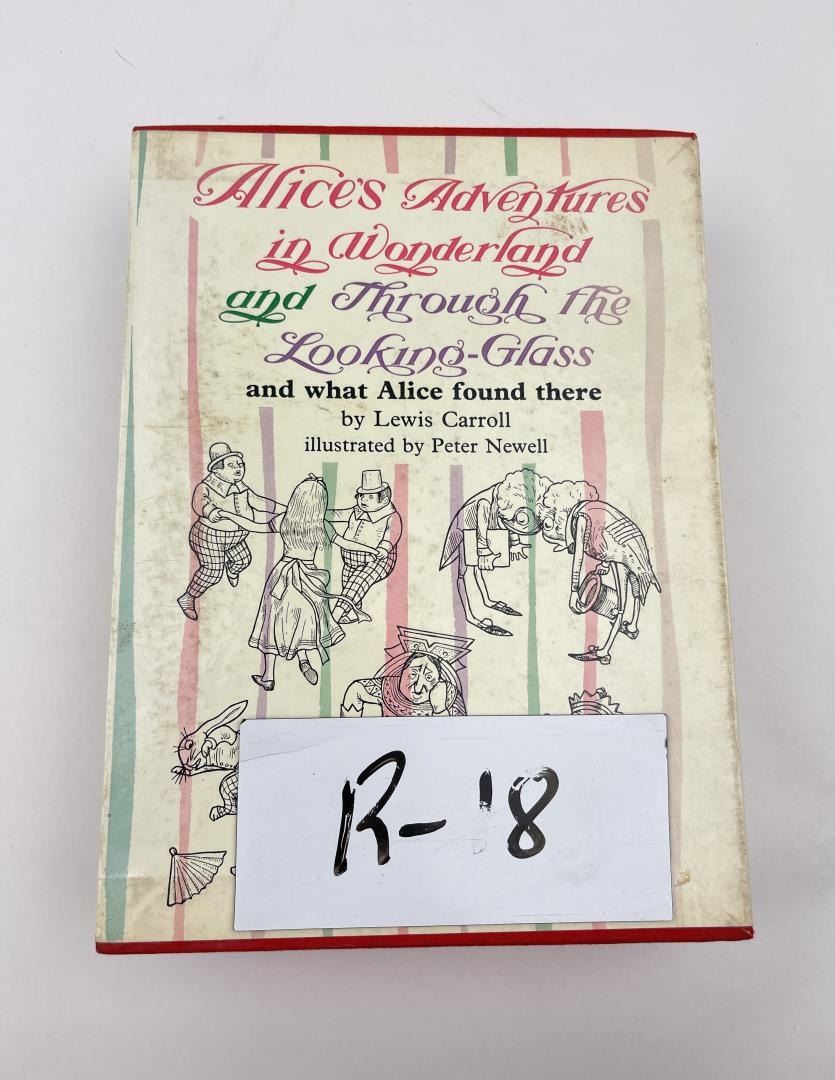 Alice's Adventures
in Wonderland
and Through the
Looking-Glass
and what Alice found there
by Lewis Carroll
illustrated by Peter Newell
DEE
R-18